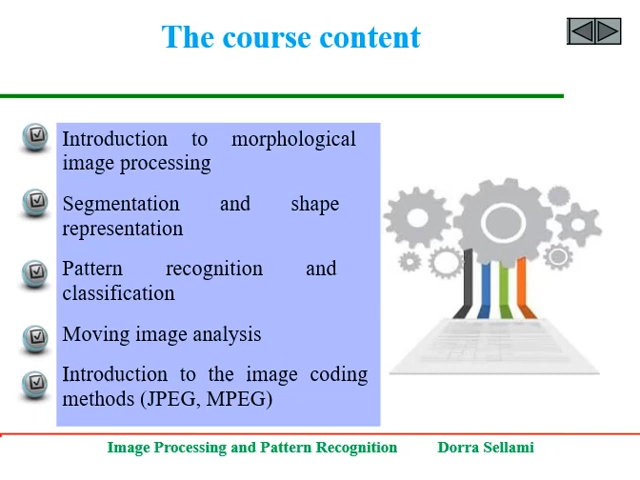 The course content
Introduction to morphological
image processing
Segmentation and shape
representation
Pattern recognition and
classification
Moving image analysis
Introduction to the image coding
methods (JPEG, MPEG)
Image Processing and Pattern Recognition Dorra Sellami